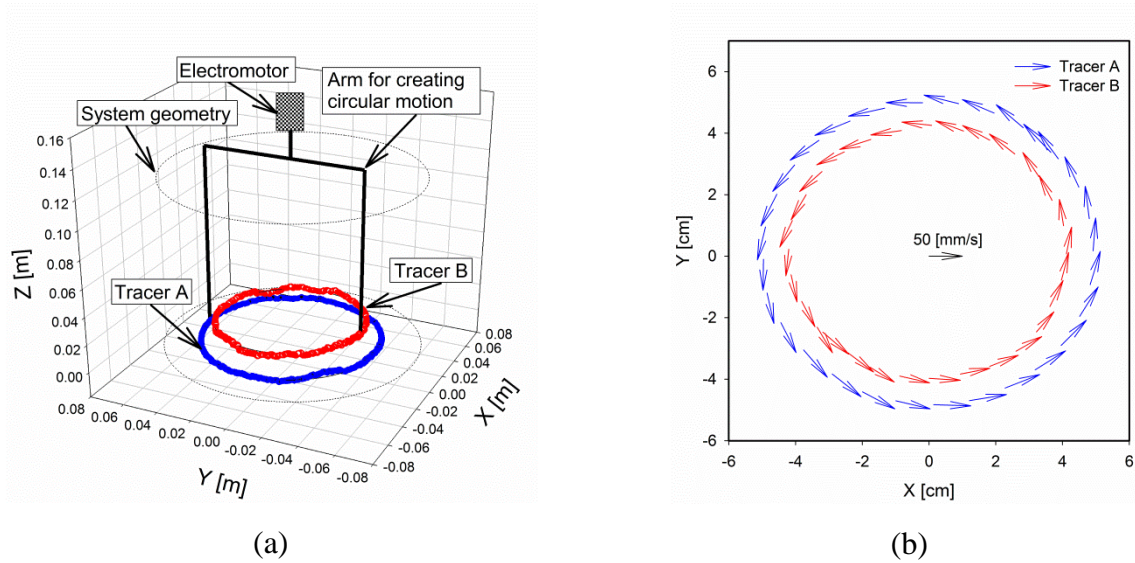 Electromotor
Arm for creating
circular motion
System geometry
0.16
0.14
0.12
0.10
0.08
0.06
0.04
0.02
0.00
Z [m]
Tracer A
Tracer B
0.08
0.06
0.04
0.02
0.00
-0.02
-0.04
-0.06
-0.08
Y [m]
0.08
0.06
0.04
0.02
0.00
-0.02
-0.04
-0.06
-0.08
X [m]
(a)
Tracer A
Tracer B
6
4
2
0
-2
-4
-6
Y [cm]
50 [mm/s]
-6 -4 -2 0 2 4 6
X [cm]
(b)